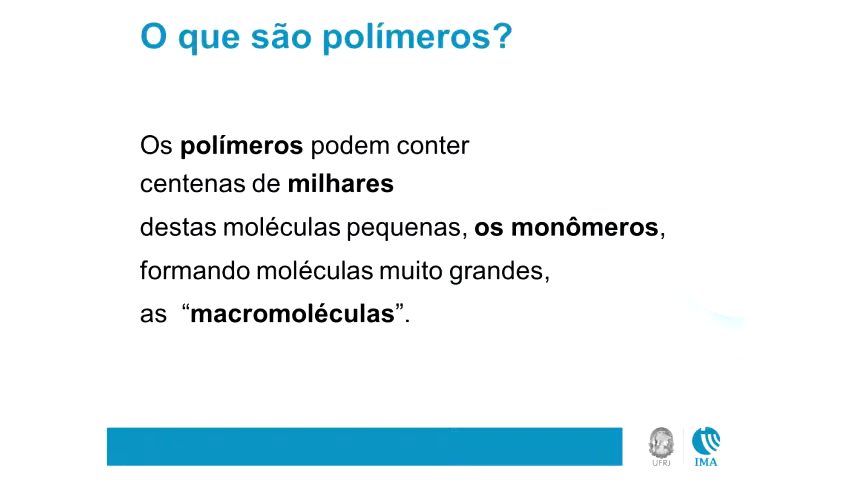 O que são polímeros?
Os polímeros podem conter
centenas de milhares
destas moléculas pequenas, os monômeros,
formando moléculas muito grandes,
as “macromoléculas”.
UFRJ
IMA